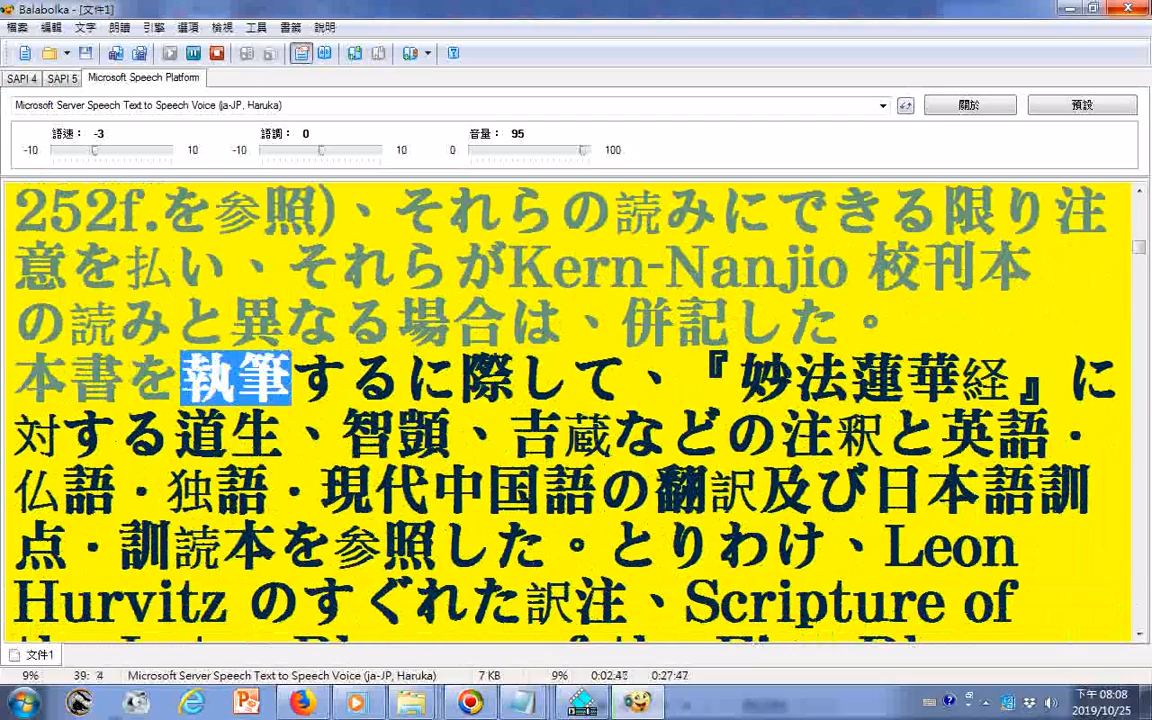 Balabolka - [文件1]
檔案 編輯 文字 朗讀 引擎 選項 檢視 工具 書籤 說明
SAPI 4 SAPI 5 Microsoft Speech Platform
Microsoft Server Speech Text to Speech Voice (ja-JP, Haruka) 關於 預設
語速： -3 語調： 0 音量： 95
-10 10 -10 10 0 100
252f.を参照)、それらの読みにできる限り注
意を払い、それらがKern-Nanjio 校刊本
の読みと異なる場合は、併記した。
本書を執筆するに際して、『妙法蓮華経』に
対する道生、智顗、吉蔵などの注釈と英語·
仏語·独語·現代中国語の翻訳及び日本語訓
点·訓読本を参照した。とりわけ、Leon
Hurvitz のすぐれた訳注、Scripture of
文件1
9% Microsoft Server Speech Text to Speech Voice (ja-JP, Haruka) 7 KB 9% 0:27:47
下午 08:08
2019/10/25